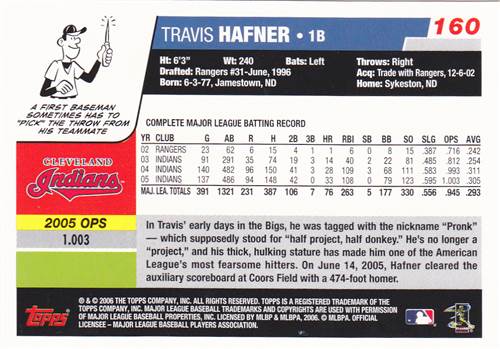 TRAVIS HAFNER • 1B
160
Ht: 6'3" Wt: 240 Bats: Left Throws: Right
Drafted: Rangers #31-June, 1996 Acq: Trade with Rangers, 12-6-02
Born: 6-3-77, Jamestown, ND Home: Sykeston, ND
A FIRST BASEMAN
SOMETIMES HAS TO
"PICK" THE THROW FROM
HIS TEAMMATE
COMPLETE MAJOR LEAGUE BATTING RECORD
YR CLUB G AB R H 2B 3B HR RBI SB BB SO SLG OPS AVG
02 RANGERS 23 62 6 15 4 1 1 6 0 8 15 .387 .716 .242
03 INDIANS 91 291 35 74 19 3 14 40 2 22 81 .485 .812 .254
04 INDIANS 140 482 96 150 41 3 28 109 3 68 111 .583 .993 .311
05 INDIANS 137 486 94 148 42 0 33 108 0 79 123 .595 1.003 .305
MAJ. LEA. TOTALS 391 1321 231 387 106 7 76 263 5 177 330 .556 .945 .293
CLEVELAND
Indians
2005 OPS
1.003
In Travis' early days in the Bigs, he was tagged with the nickname "Pronk"
— which supposedly stood for "half project, half donkey." He's no longer a
"project," and his thick, hulking stature has made him one of the American
League's most fearsome hitters. On June 14, 2005, Hafner cleared the
auxiliary scoreboard at Coors Field with a 474-foot homer.
TOPPS
® & © 2006 THE TOPPS COMPANY, INC. ALL RIGHTS RESERVED. TOPPS IS A REGISTERED TRADEMARK OF THE
TOPPS COMPANY, INC. MAJOR LEAGUE BASEBALL TRADEMARKS AND COPYRIGHTS ARE USED WITH PERMISSION
OF MAJOR LEAGUE BASEBALL PROPERTIES, INC. LICENSED BY MLBP & MLBPA, 2006. © MLBPA. OFFICIAL
LICENSEE – MAJOR LEAGUE BASEBALL PLAYERS ASSOCIATION.